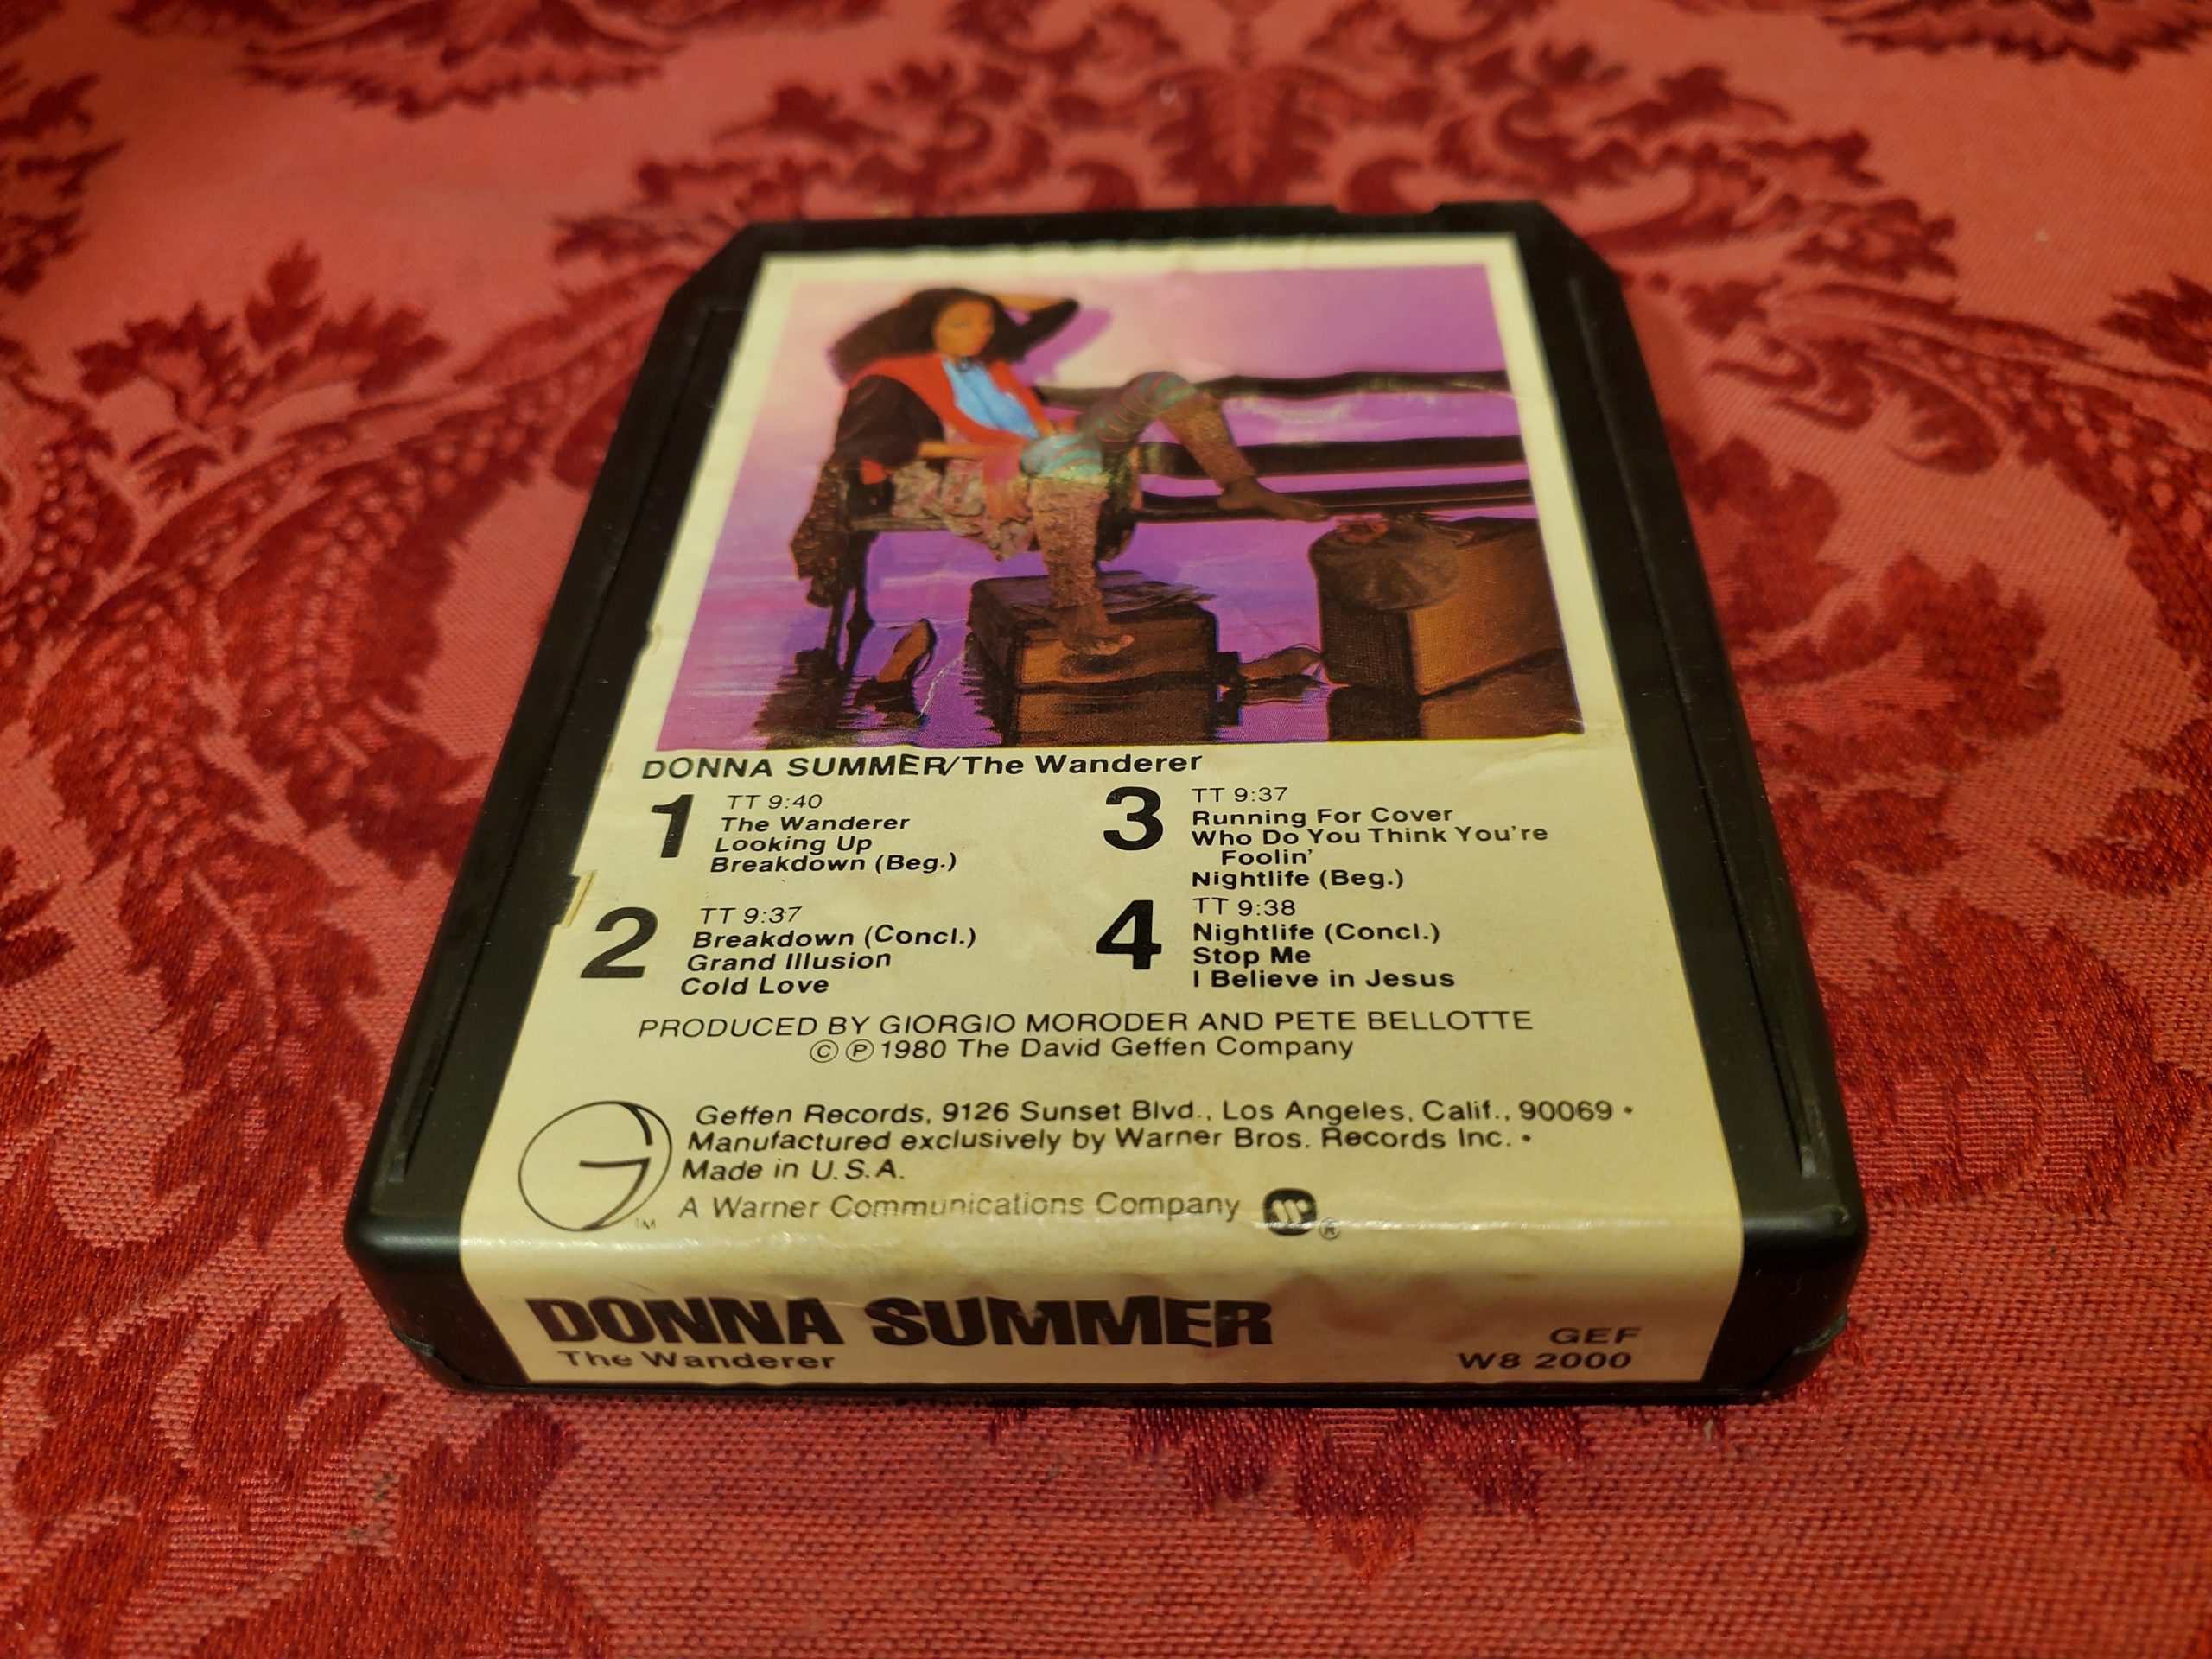 DONNA SUMMER/The Wanderer
1
TT 9:40
The Wanderer
Looking Up
Breakdown (Beg.)
2
TT 9:37
Breakdown (Concl.)
Grand Illusion
Cold Love
3
TT 9:37
Running For Cover
Who Do You Think You're
Foolin'
Nightlife (Beg.)
4
TT 9:38
Nightlife (Concl.)
Stop Me
I Believe in Jesus
PRODUCED BY GIORGIO MORODER AND PETE BELLOTTE
© ℗ 1980 The David Geffen Company
G
TM
Geffen Records, 9126 Sunset Blvd., Los Angeles, Calif., 90069 •
Manufactured exclusively by Warner Bros. Records Inc. •
Made in U.S.A.
A Warner Communications Company W ®
DONNA SUMMER
The Wanderer
GEF
W8 2000